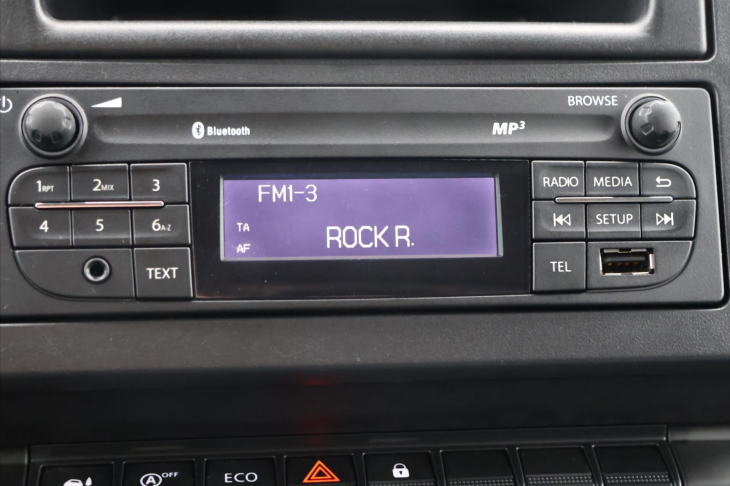 BROWSE
Bluetooth
MP3
1RPT 2MIX 3
4 5 6A-Z
TEXT
FM1-3
TA
AF
ROCK R.
RADIO MEDIA
SETUP
TEL
A OFF
ECO